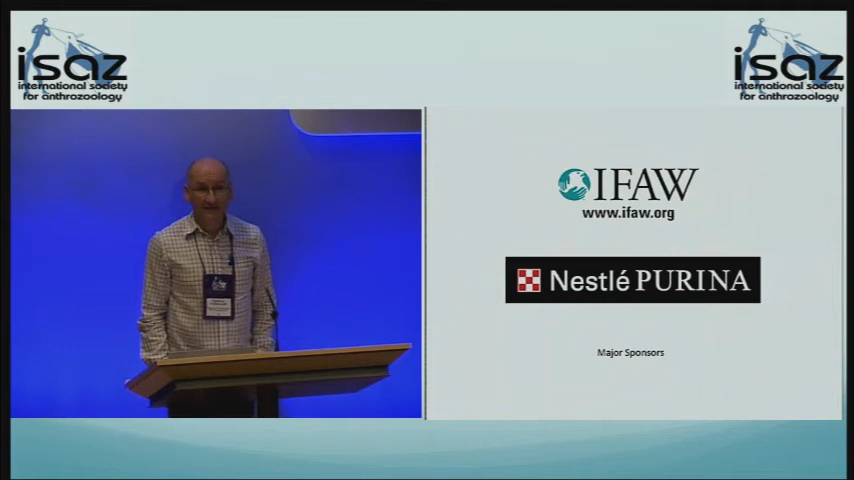 isaz
international society
for anthrozoology
isaz
international society
for anthrozoology
IFAW
www.ifaw.org
Nestlé PURINA
Major Sponsors